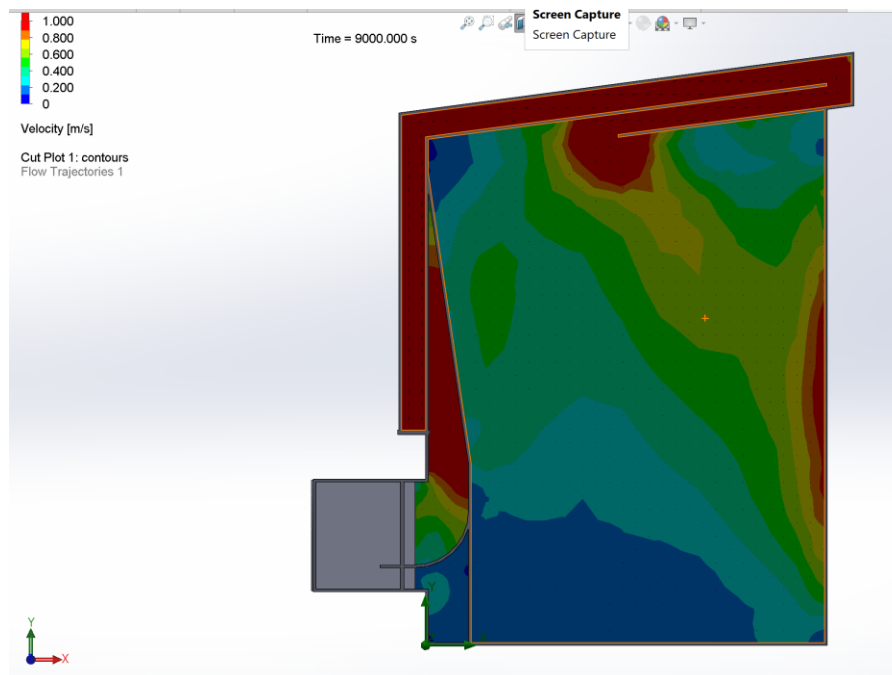 Screen Capture
Screen Capture
1.000
0.800
0.600
0.400
0.200
0
Time = 9000.000 s
Velocity [m/s]
Cut Plot 1: contours
Flow Trajectories 1
Y
Y
X